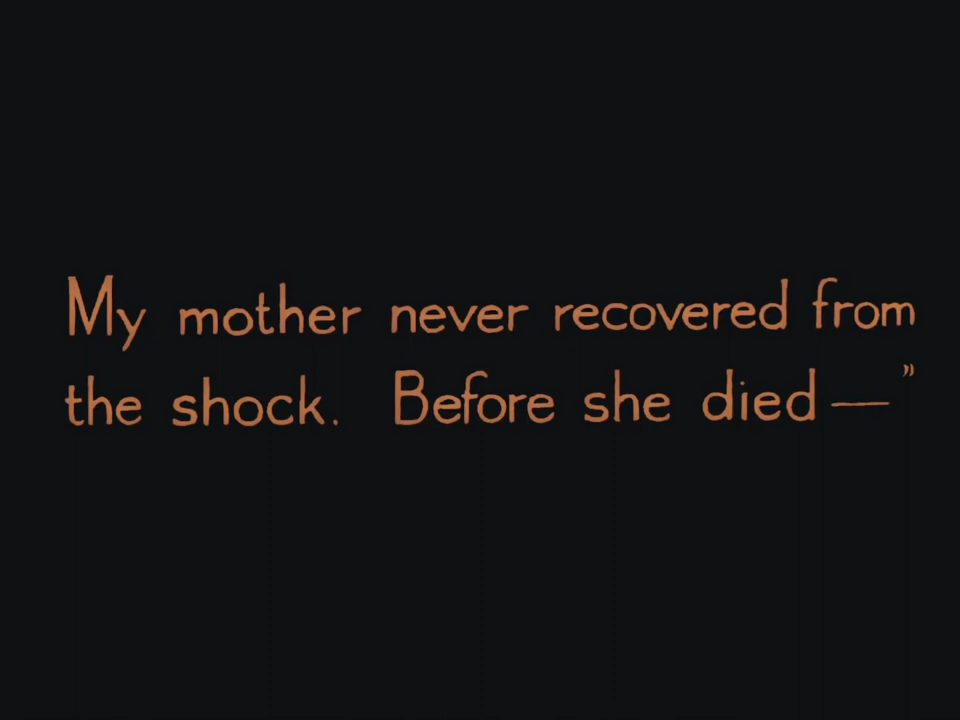 My mother never recovered from
the shock. Before she died—”